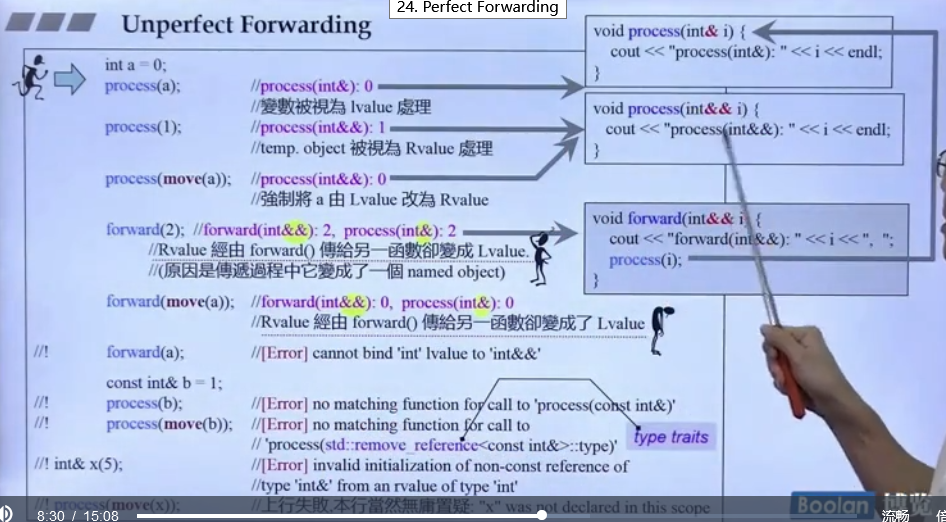 24. Perfect Forwarding
Unperfect Forwarding
int a = 0;
process(a); //process(int&): 0
//變數被視為 lvalue 處理
process(1); //process(int&&): 1
//temp. object 被視為 Rvalue 處理
process(move(a)); //process(int&&): 0
//強制將 a 由 Lvalue 改為 Rvalue
forward(2); //forward(int&&): 2, process(int&): 2
//Rvalue 經由 forward() 傳給另一函數卻變成 Lvalue.
//(原因是傳遞過程中它變成了一個 named object)
forward(move(a)); //forward(int&&): 0, process(int&): 0
//Rvalue 經由 forward() 傳給另一函數卻變成了 Lvalue
//! forward(a); //[Error] cannot bind 'int' lvalue to 'int&&'
const int& b = 1;
//! process(b); //[Error] no matching function for call to 'process(const int&)'
//! process(move(b)); //[Error] no matching function for call to
// 'process(std::remove_reference<const int&>::type)'
//! int& x(5); //[Error] invalid initialization of non-const reference of
//type 'int&' from an rvalue of type 'int'
//! process(move(x)); //上行失敗.本行當然無庸置疑: "x" was not declared in this scope
void process(int& i) {
cout << "process(int&): " << i << endl;
}
void process(int&& i) {
cout << "process(int&&): " << i << endl;
}
void forward(int&& i) {
cout << "forward(int&&): " << i << ", ";
process(i);
}
type traits
Boolan 博览
8:30 / 15:08
流畅
倍